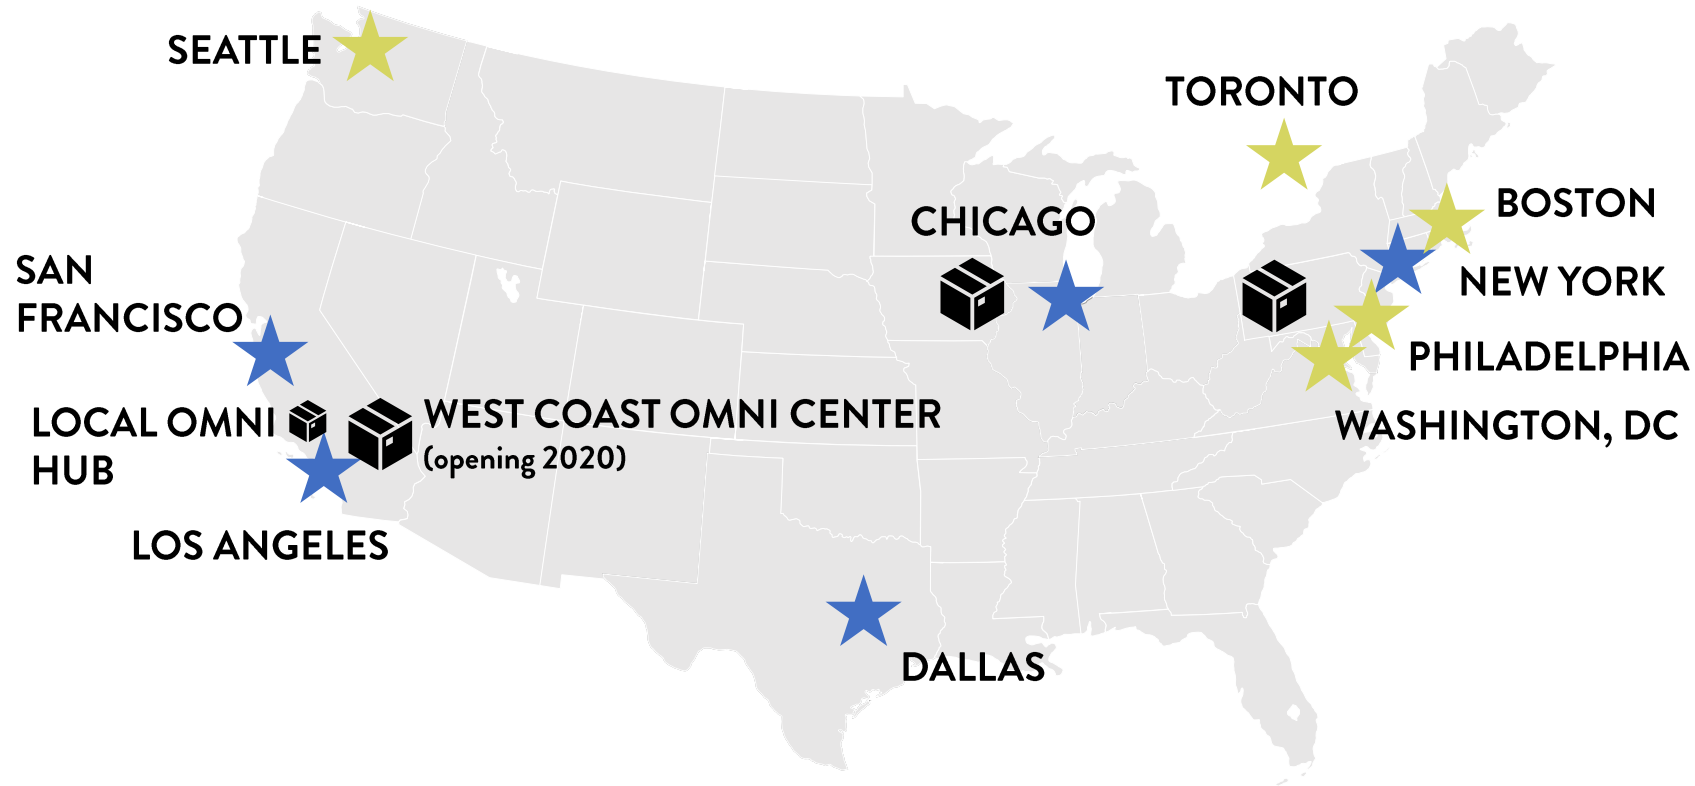 SEATTLE
TORONTO
BOSTON
CHICAGO
SAN
FRANCISCO
NEW YORK
PHILADELPHIA
LOCAL OMNI
HUB
WEST COAST OMNI CENTER
(opening 2020)
WASHINGTON, DC
LOS ANGELES
DALLAS